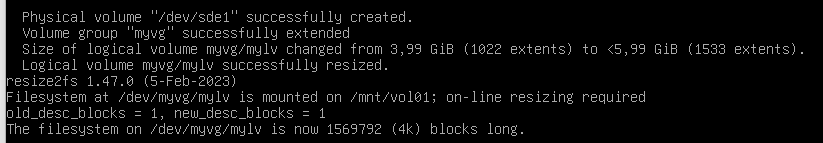 Physical volume "/dev/sde1" successfully created.
Volume group "myvg" successfully extended
Size of logical volume myvg/mylv changed from 3,99 GiB (1022 extents) to <5,99 GiB (1533 extents).
Logical volume myvg/mylv successfully resized.
resize2fs 1.47.0 (5-Feb-2023)
Filesystem at /dev/myvg/mylv is mounted on /mnt/vol01; on-line resizing required
old_desc_blocks = 1, new_desc_blocks = 1
The filesystem on /dev/myvg/mylv is now 1569792 (4k) blocks long.